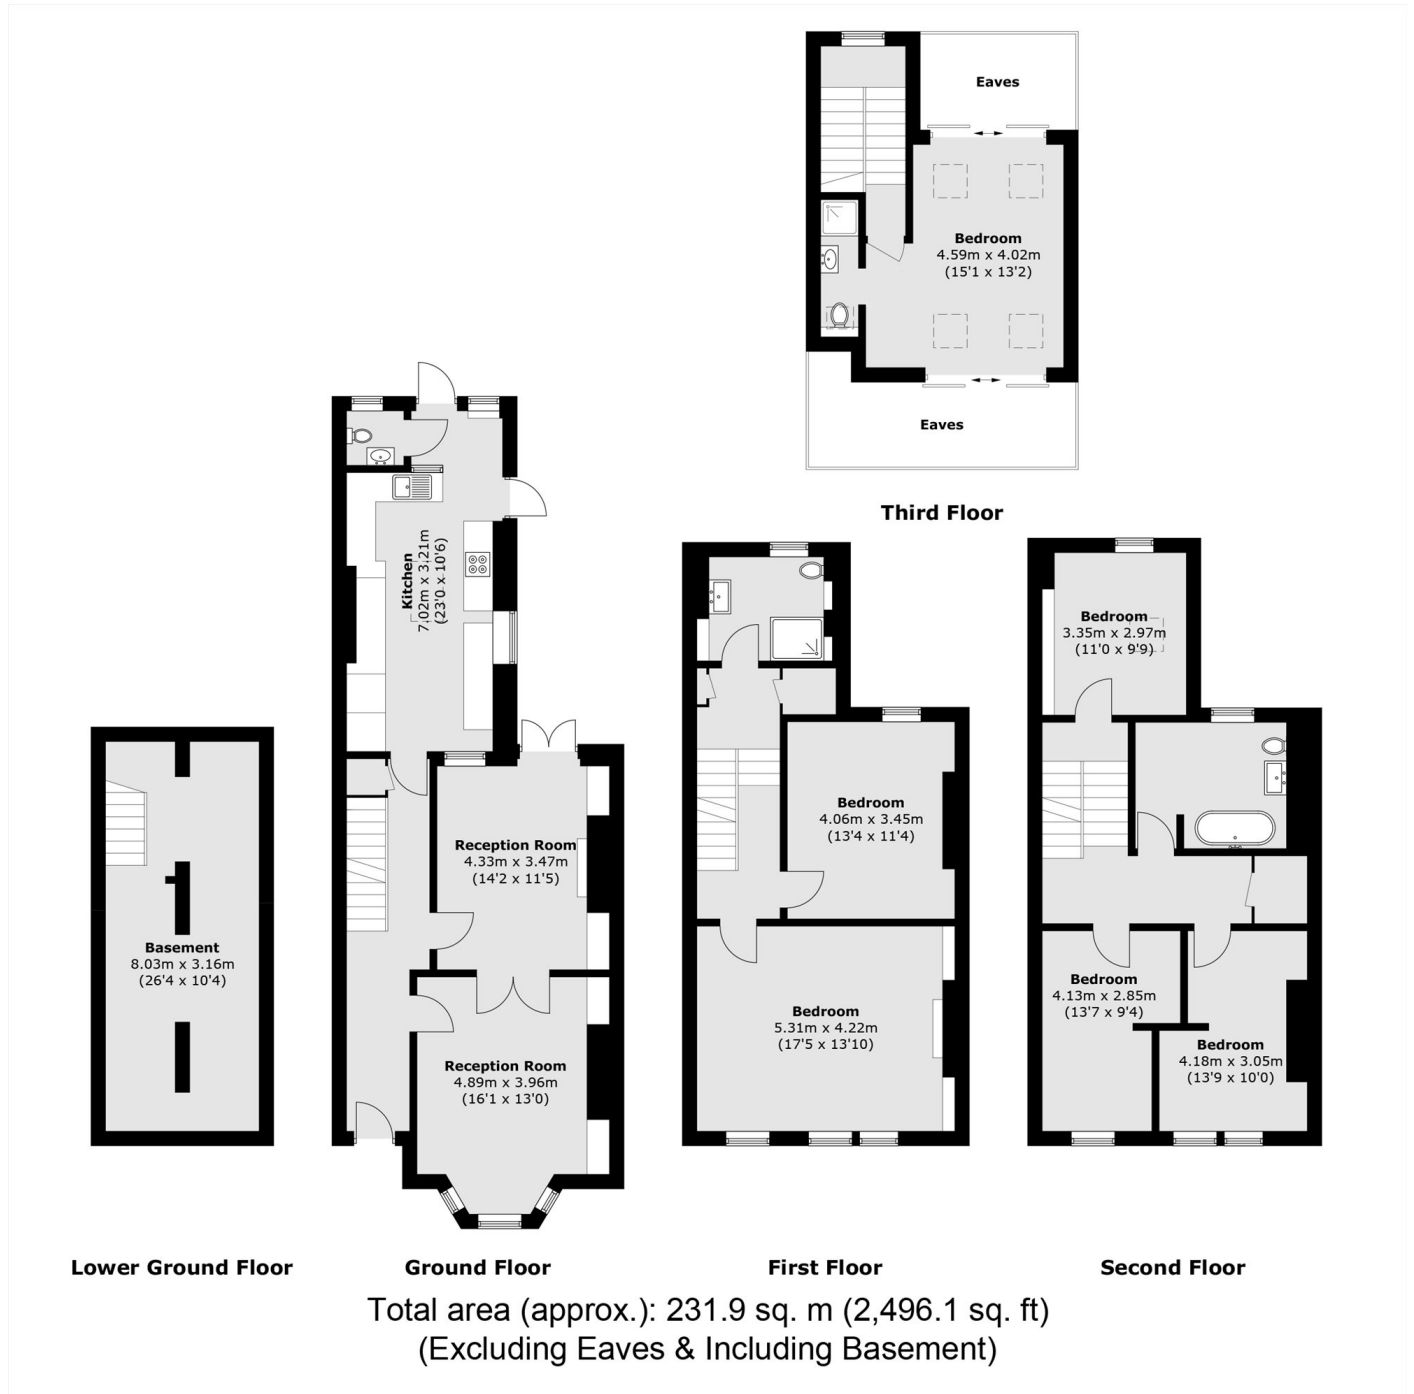 Eaves
Bedroom
4.59m x 4.02m
(15'1 x 13'2)
Eaves
Third Floor
Kitchen
7.02m x 3.21m
(23'0 x 10'6)
Reception Room
4.33m x 3.47m
(14'2 x 11'5)
Reception Room
4.89m x 3.96m
(16'1 x 13'0)
Basement
8.03m x 3.16m
(26'4 x 10'4)
Bedroom
4.06m x 3.45m
(13'4 x 11'4)
Bedroom
5.31m x 4.22m
(17'5 x 13'10)
Bedroom
3.35m x 2.97m
(11'0 x 9'9)
Bedroom
4.13m x 2.85m
(13'7 x 9'4)
Bedroom
4.18m x 3.05m
(13'9 x 10'0)
Lower Ground Floor
Ground Floor
First Floor
Second Floor
Total area (approx.): 231.9 sq. m (2,496.1 sq. ft)
(Excluding Eaves & Including Basement)